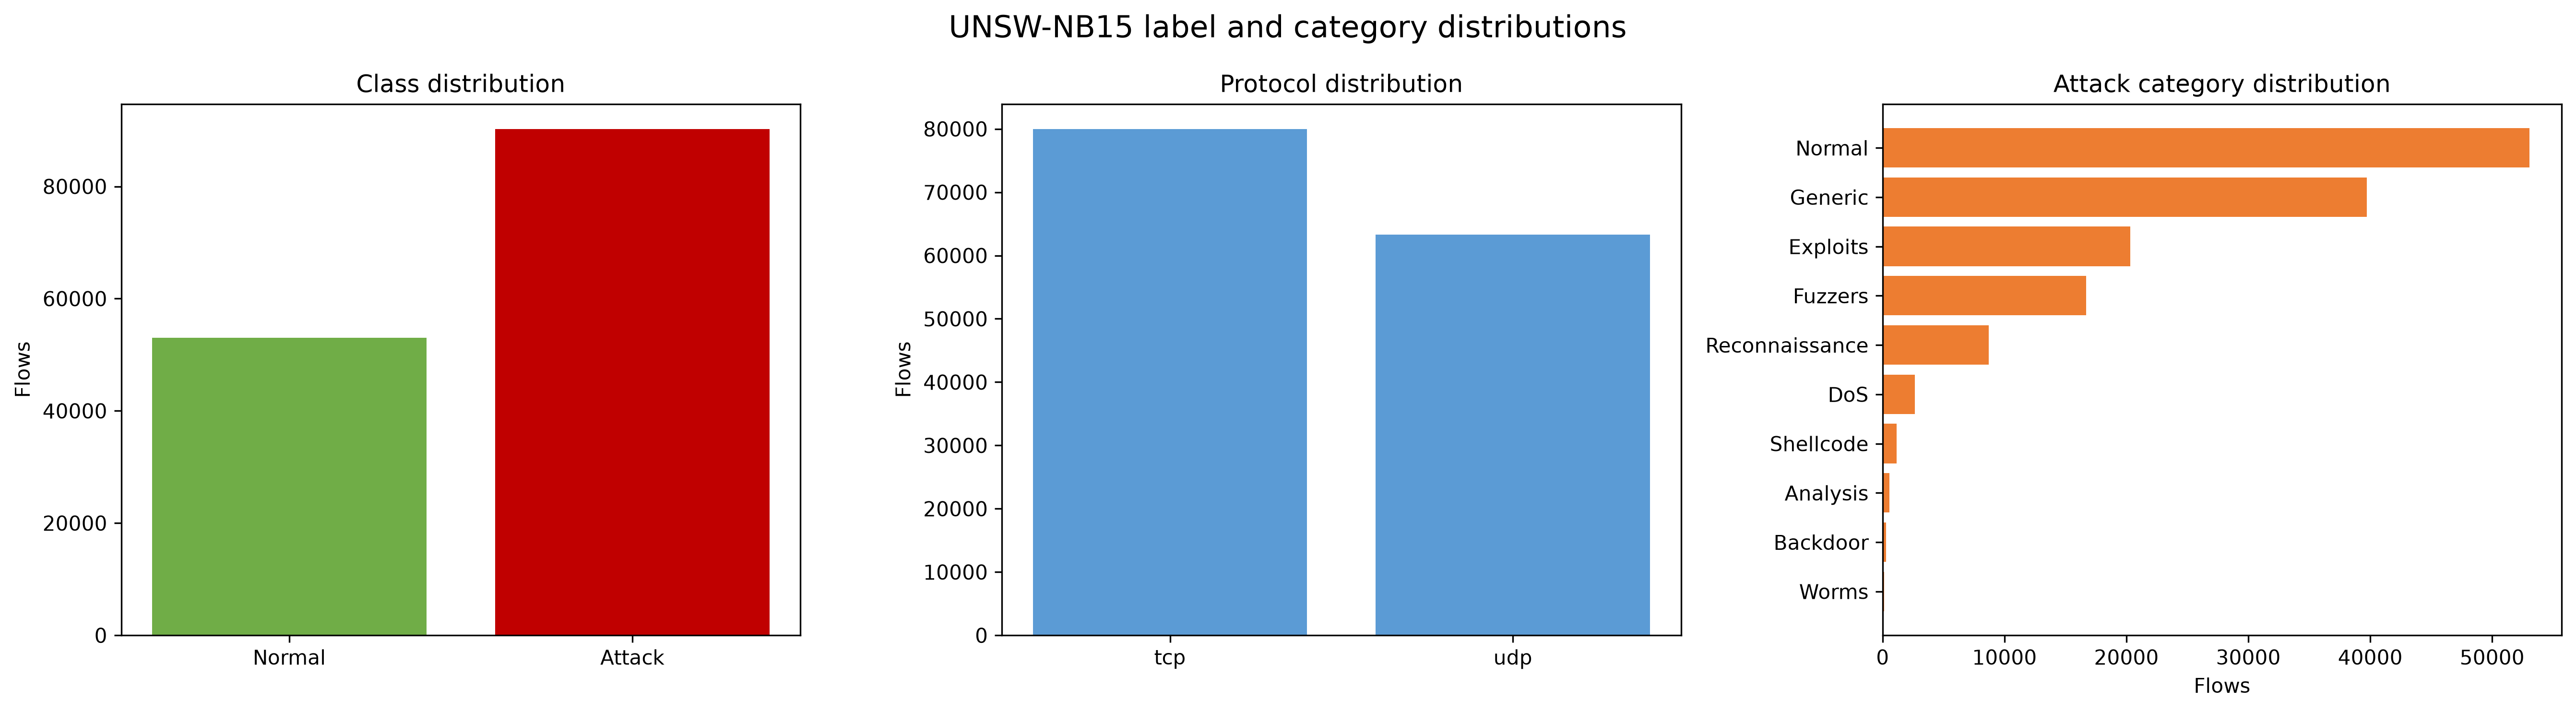 UNSW-NB15 label and category distributions
Class distribution
Flows
80000
60000
40000
20000
0
Normal
Attack
Protocol distribution
Flows
80000
70000
60000
50000
40000
30000
20000
10000
0
tcp
udp
Attack category distribution
Normal
Generic
Exploits
Fuzzers
Reconnaissance
DoS
Shellcode
Analysis
Backdoor
Worms
0 10000 20000 30000 40000 50000
Flows